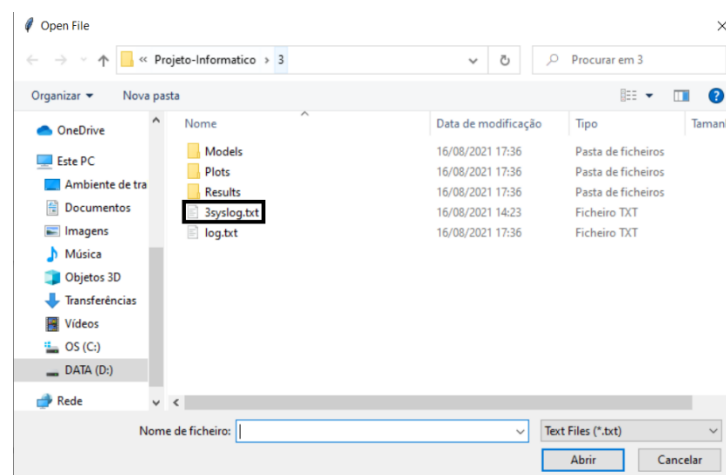 Open File
« Projeto-Informatico › 3
Procurar em 3
Organizar
Nova pasta
?
OneDrive
Este PC
Ambiente de tra
Documentos
Imagens
Música
Objetos 3D
Transferências
Vídeos
OS (C:)
DATA (D:)
Rede
Nome Data de modificação Tipo Taman
Models 16/08/2021 17:36 Pasta de ficheiros
Plots 16/08/2021 17:36 Pasta de ficheiros
Results 16/08/2021 17:36 Pasta de ficheiros
3syslog.txt 16/08/2021 14:23 Ficheiro TXT
log.txt 16/08/2021 17:36 Ficheiro TXT
Nome de ficheiro:
Text Files (*.txt)
Abrir
Cancelar